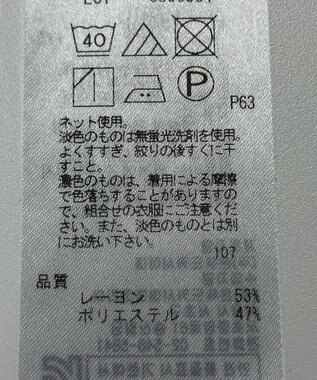 40
P
P63
ネット使用。
淡色のものは無蛍光洗剤を使用。
よくすすぎ、絞りの後すぐに干
すこと。
濃色のものは、着用による摩擦
で色落ちすることがありますの
で、組合せの衣服にご注意くだ
さい。また、淡色のものとは別
にお洗い下さい。
107
品質
レーヨン 53%
ポリエステル 47%